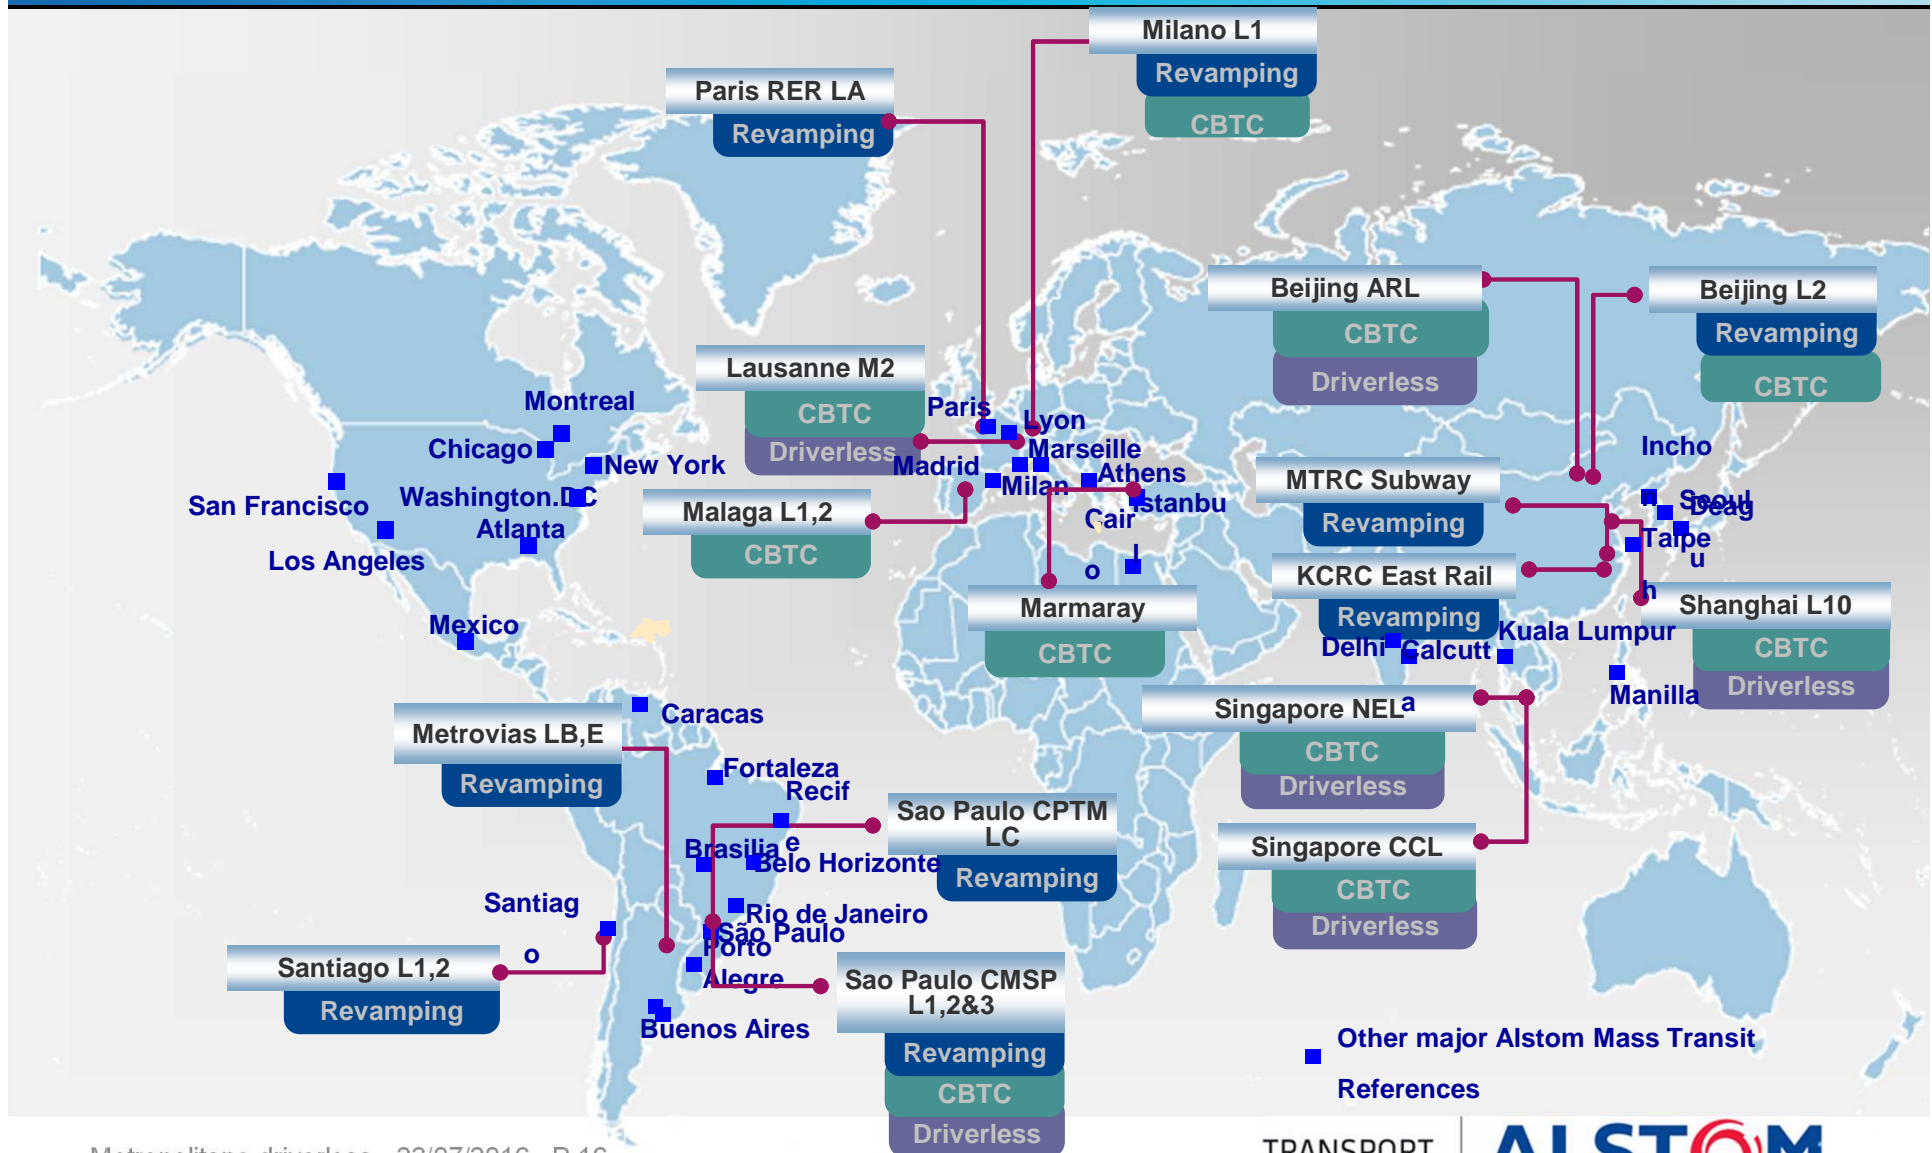 Milano L1
Revamping
CBTC
Paris RER LA
Revamping
Beijing ARL
CBTC
Driverless
Beijing L2
Revamping
CBTC
Lausanne M2
CBTC
Driverless
Paris
Lyon
Marseille
Madrid
Milan
Athens
Istanbu
l
Cair
o
Montreal
Chicago
New York
San Francisco
Washington.DC
Atlanta
Los Angeles
Mexico
Malaga L1,2
CBTC
Marmaray
CBTC
MTRC Subway
Revamping
KCRC East Rail
Revamping
Incho
n
Seoul
Deag
u
Taipe
h
Shanghai L10
CBTC
Driverless
Delhi
Calcutt
a
Kuala Lumpur
Manilla
Singapore NEL
CBTC
Driverless
Singapore CCL
CBTC
Driverless
Caracas
Metrovias LB,E
Revamping
Fortaleza
Recif
e
Brasilia
Belo Horizonte
Sao Paulo CPTM
LC
Revamping
Rio de Janeiro
São Paulo
Porto
Alegre
Santiag
o
Santiago L1,2
Revamping
Buenos Aires
Sao Paulo CMSP
L1,2&3
Revamping
CBTC
Driverless
Other major Alstom Mass Transit
References
TRANSPORT
ALSTOM